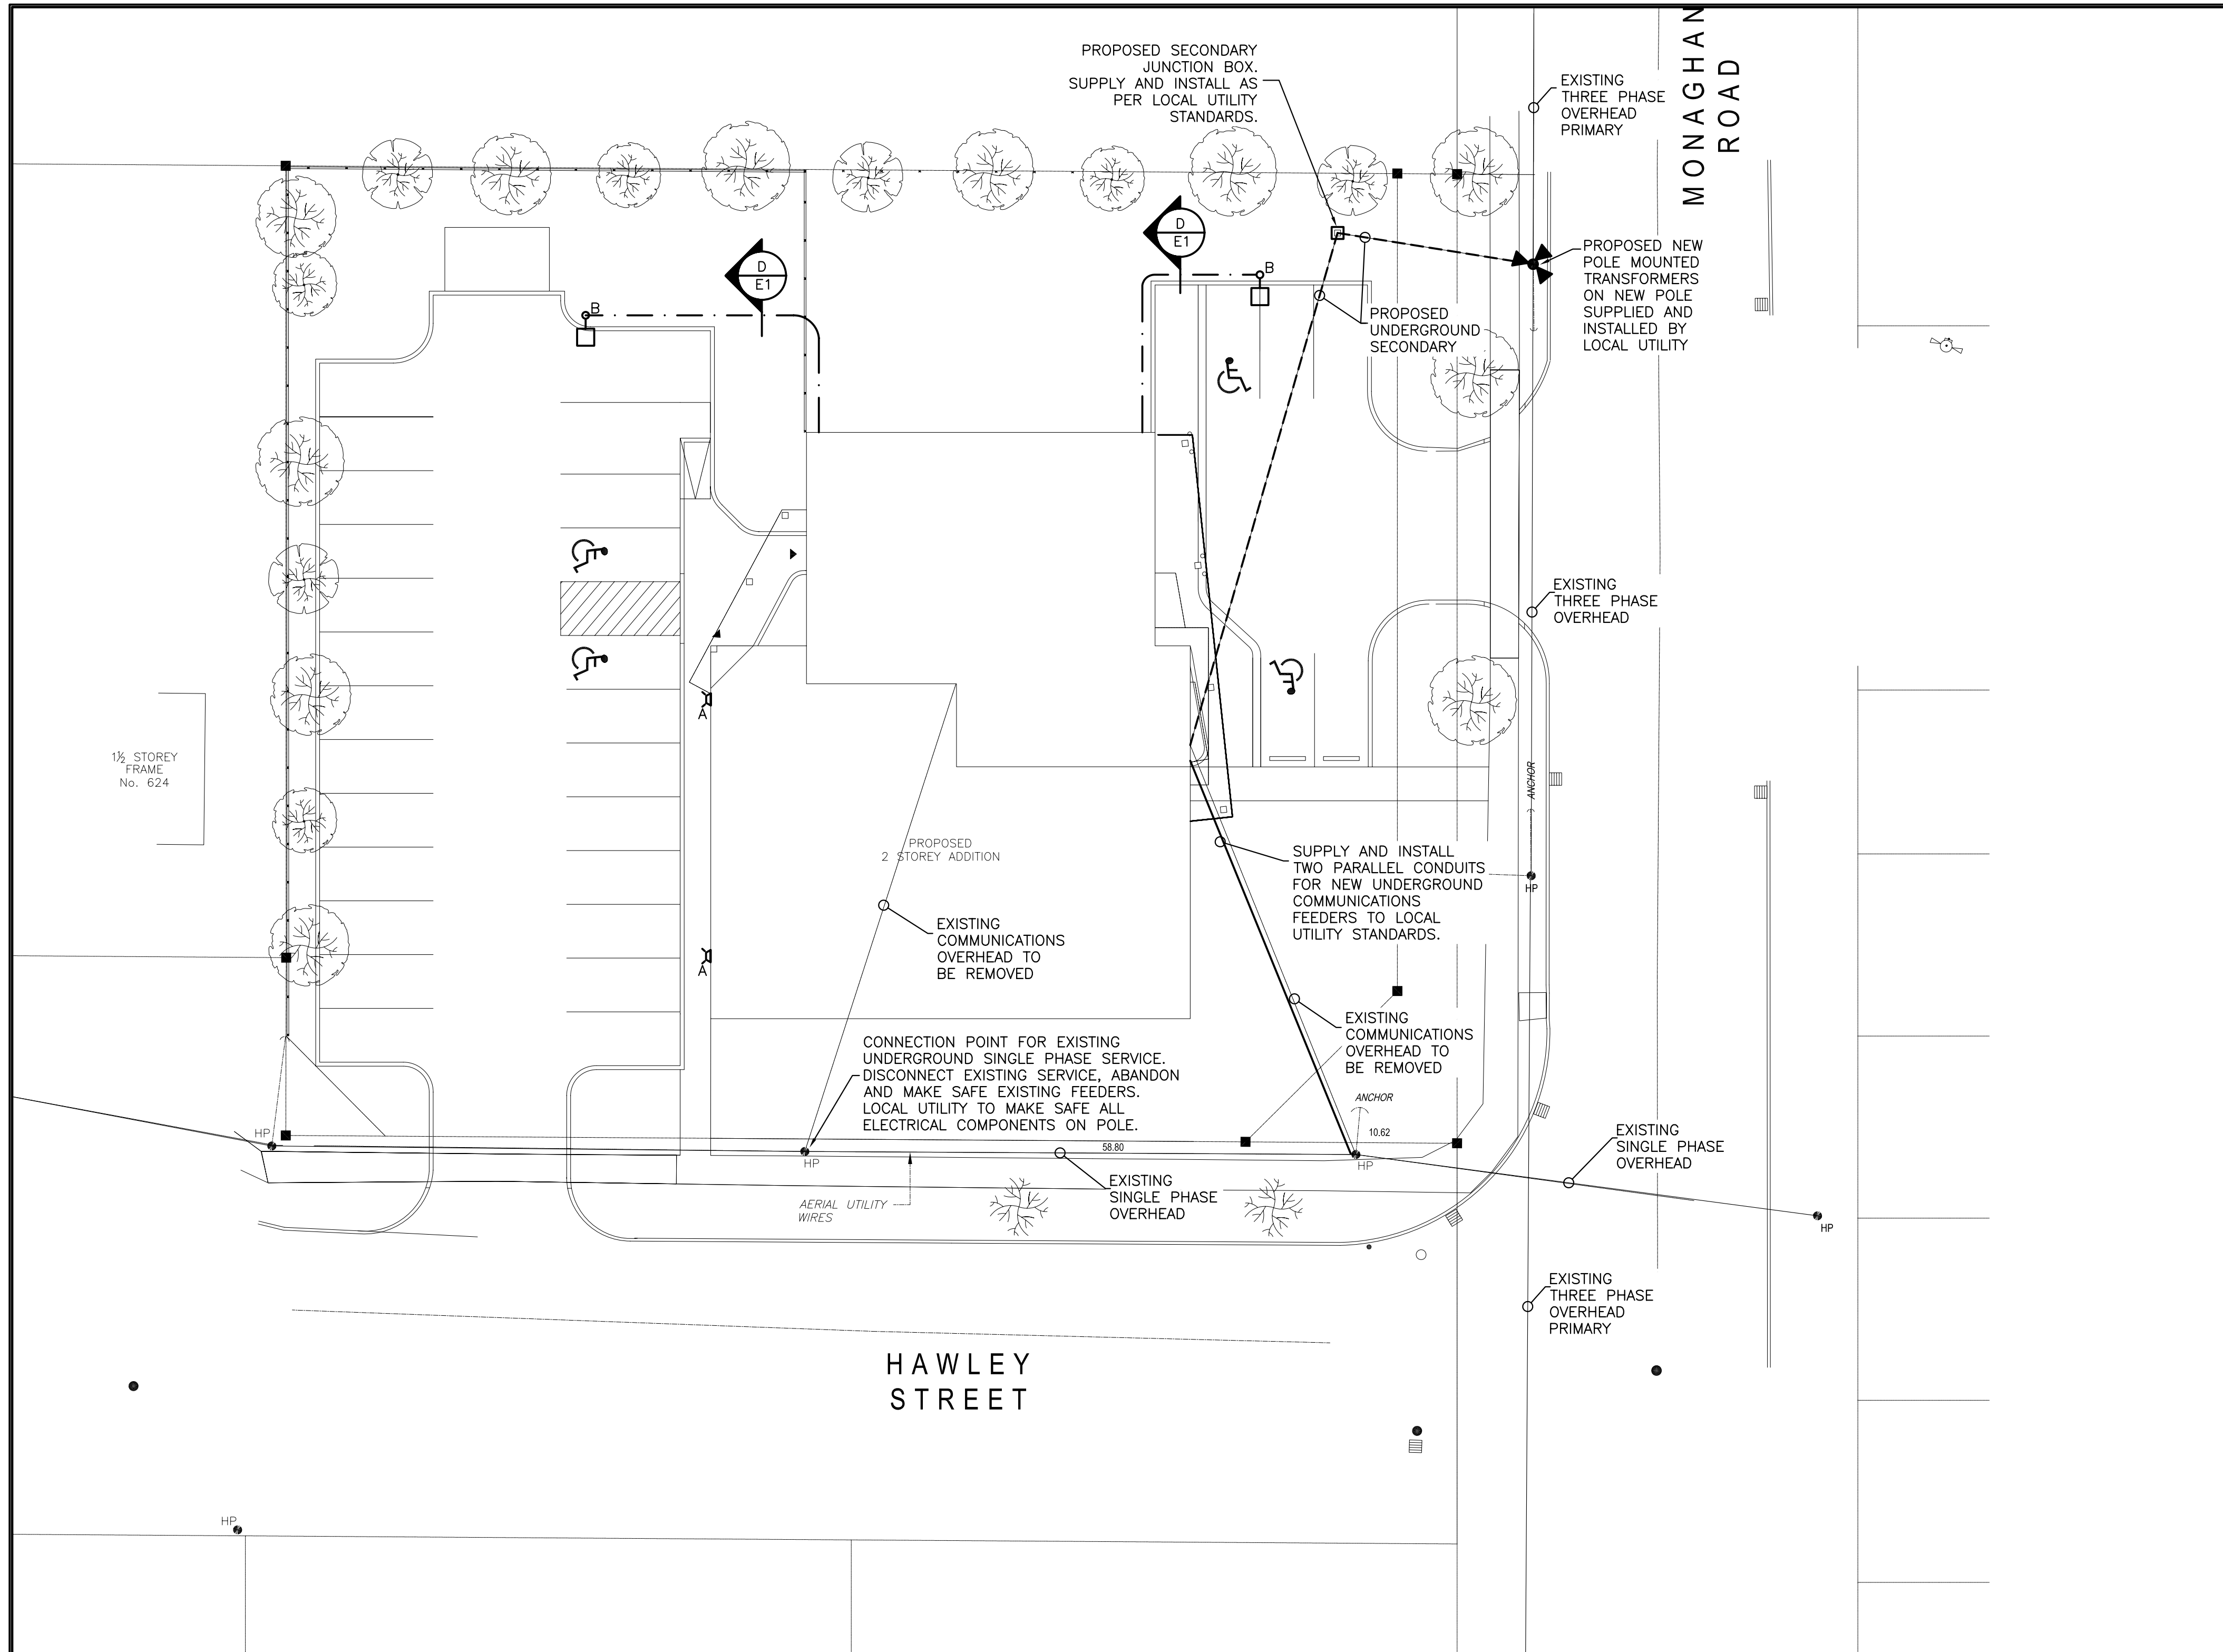 MONAGHAN
ROAD
PROPOSED SECONDARY
JUNCTION BOX.
SUPPLY AND INSTALL AS
PER LOCAL UTILITY
STANDARDS.
EXISTING
THREE PHASE
OVERHEAD
PRIMARY
D
E1
D
E1
B
B
PROPOSED NEW
POLE MOUNTED
TRANSFORMERS
ON NEW POLE
SUPPLIED AND
INSTALLED BY
LOCAL UTILITY
PROPOSED
UNDERGROUND
SECONDARY
EXISTING
THREE PHASE
OVERHEAD
A
1½ STOREY
FRAME
No. 624
ANCHOR
PROPOSED
2 STOREY ADDITION
SUPPLY AND INSTALL
TWO PARALLEL CONDUITS
FOR NEW UNDERGROUND
COMMUNICATIONS
FEEDERS TO LOCAL
UTILITY STANDARDS.
HP
EXISTING
COMMUNICATIONS
OVERHEAD TO
BE REMOVED
A
EXISTING
COMMUNICATIONS
OVERHEAD TO
BE REMOVED
CONNECTION POINT FOR EXISTING
UNDERGROUND SINGLE PHASE SERVICE.
DISCONNECT EXISTING SERVICE, ABANDON
AND MAKE SAFE EXISTING FEEDERS.
LOCAL UTILITY TO MAKE SAFE ALL
ELECTRICAL COMPONENTS ON POLE.
ANCHOR
HP
10.62
58.80
HP
HP
EXISTING
SINGLE PHASE
OVERHEAD
EXISTING
SINGLE PHASE
OVERHEAD
AERIAL UTILITY
WIRES
HP
EXISTING
THREE PHASE
OVERHEAD
PRIMARY
HAWLEY
STREET
HP